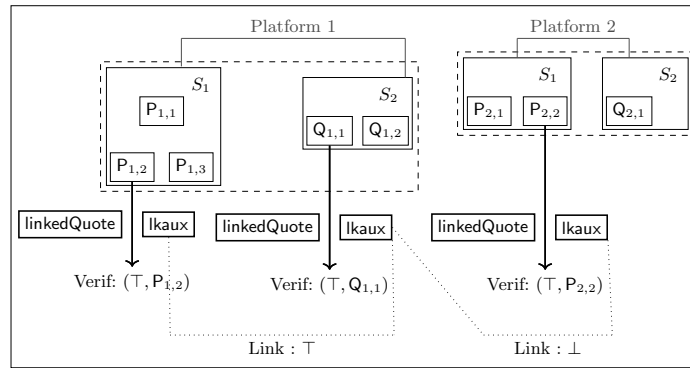 Platform 1 Platform 2
S₁ S₂ S₁ S₂
P₁,₁ P₂,₁ P₂,₂ Q₂,₁
Q₁,₁ Q₁,₂
P₁,₂ P₁,₃
linkedQuote lkaux linkedQuote lkaux linkedQuote lkaux
Verif: (⊤, P₁,₂) Verif: (⊤, Q₁,₁) Verif: (⊤, P₂,₂)
Link : ⊤ Link : ⊥